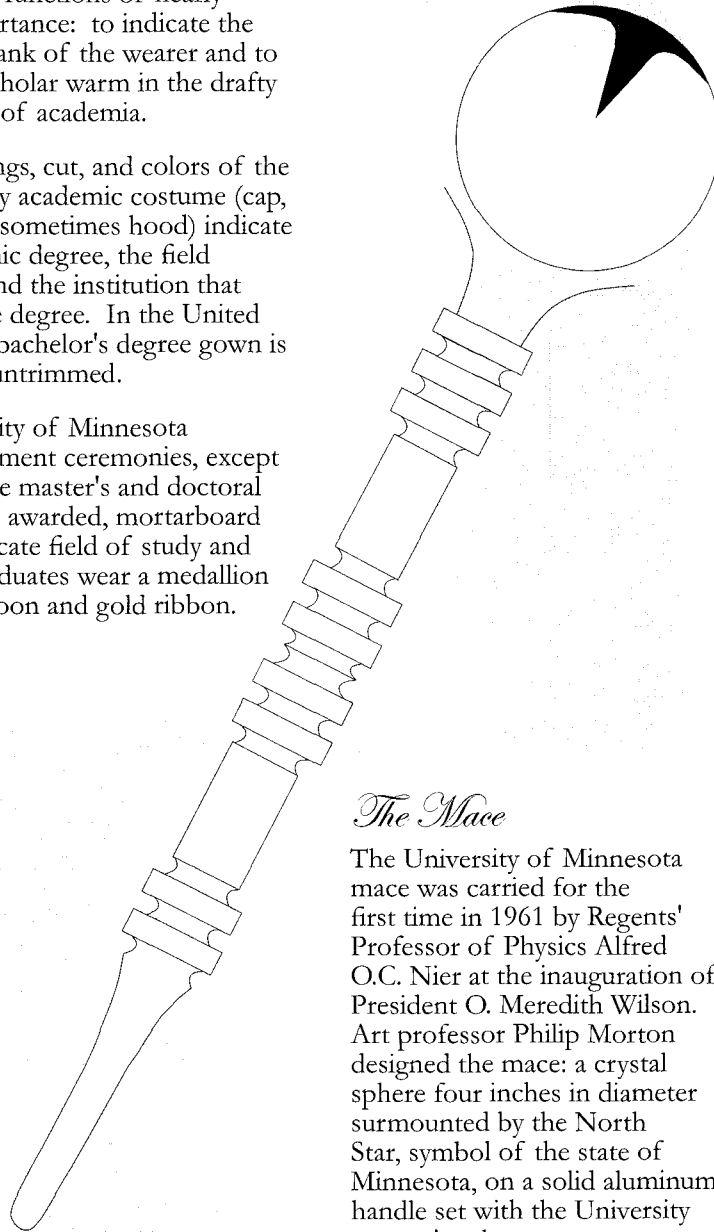 rtance: to indicate the
ank of the wearer and to
holar warm in the drafty
of academia.
ngs, cut, and colors of the
y academic costume (cap,
sometimes hood) indicate
nic degree, the field
nd the institution that
e degree. In the United
bachelor's degree gown is
untrimmed.
ity of Minnesota
ment ceremonies, except
e master's and doctoral
awarded, mortarboard
cate field of study and
duates wear a medallion
oon and gold ribbon.
The Mace
The University of Minnesota
mace was carried for the
first time in 1961 by Regents'
Professor of Physics Alfred
O.C. Nier at the inauguration of
President O. Meredith Wilson.
Art professor Philip Morton
designed the mace: a crystal
sphere four inches in diameter
surmounted by the North
Star, symbol of the state of
Minnesota, on a solid aluminum
handle set with the University